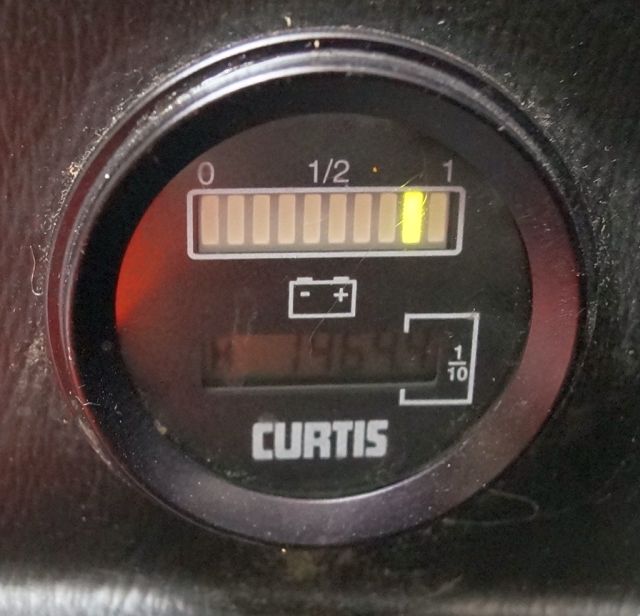 0 1/2 1
- +
1/10
CURTIS